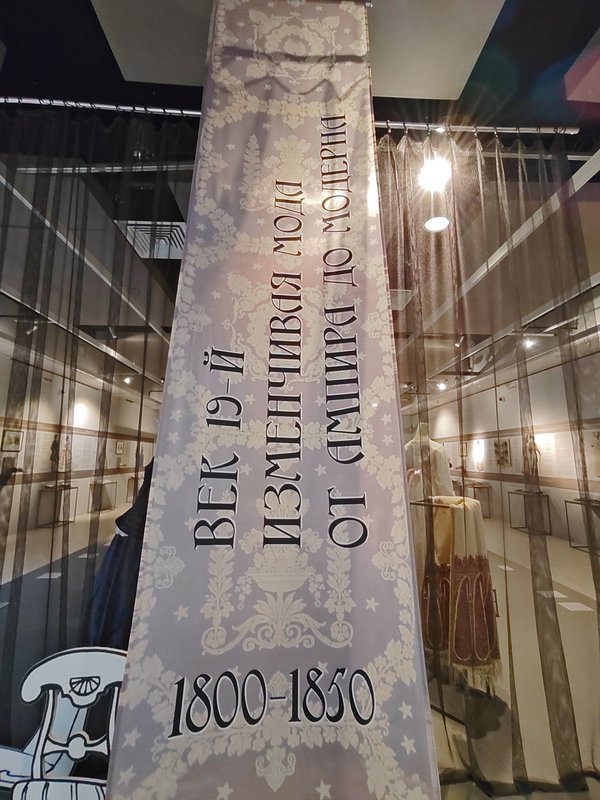 ВЕК 19-Й
ИЗМЕНЧИВАЯ МОДА
ОТ АМПИРА ДО МОДЕРНА
1800-1850